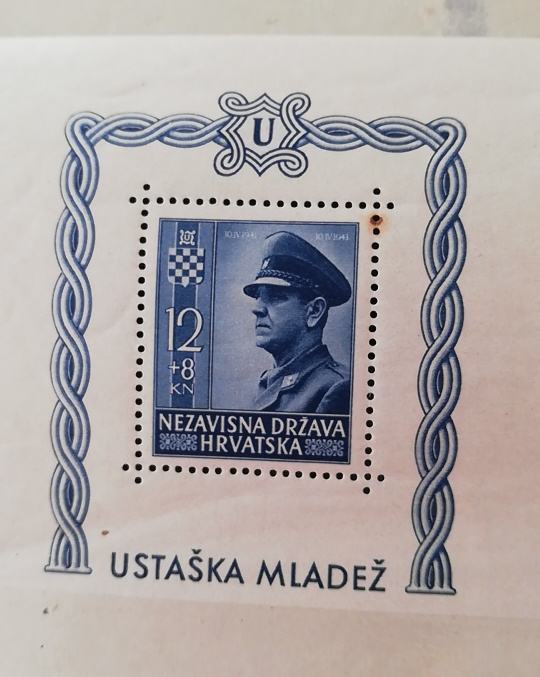 U
U
10.IV.1941 10.IV.1943
12
+8
KN
NEZAVISNA DRŽAVA
HRVATSKA
USTAŠKA MLADEŽ